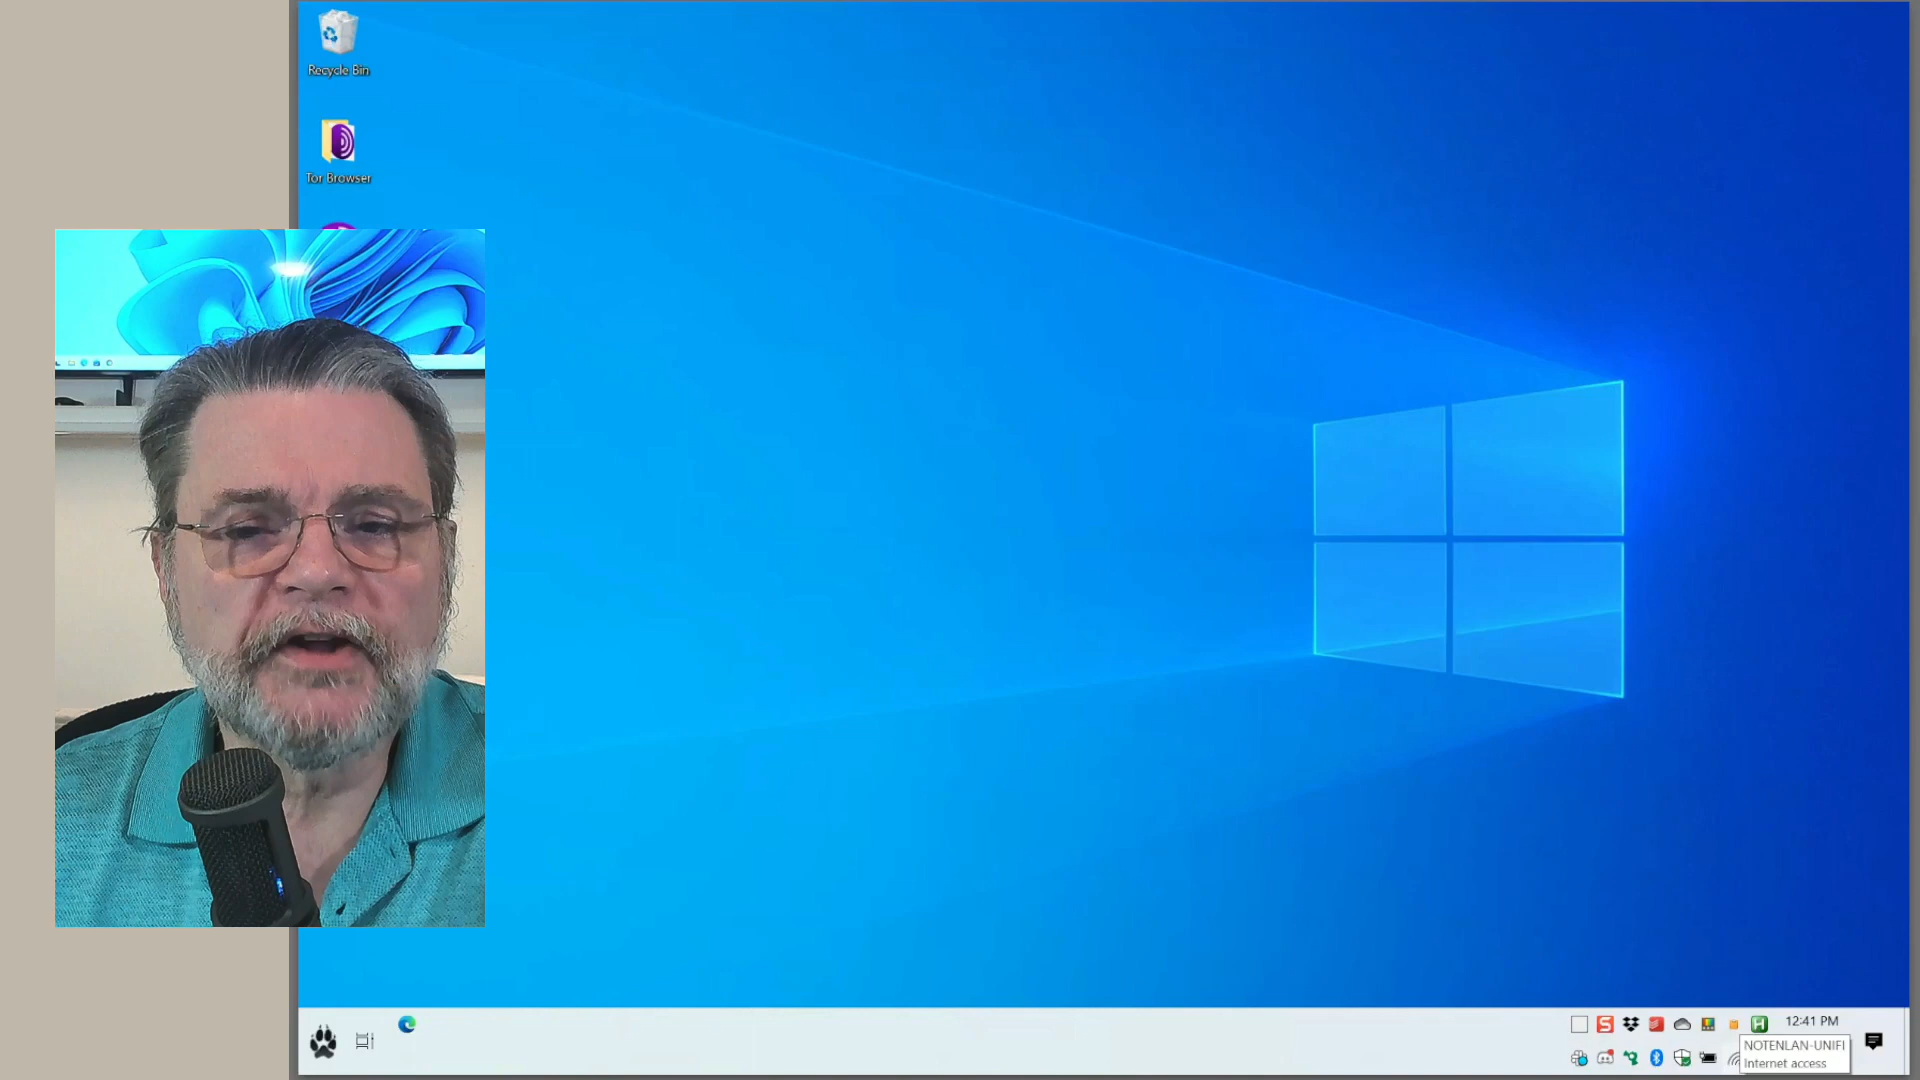 Recycle Bin
Tor Browser
12:41 PM
NOTENLAN-UNIFI
Internet access